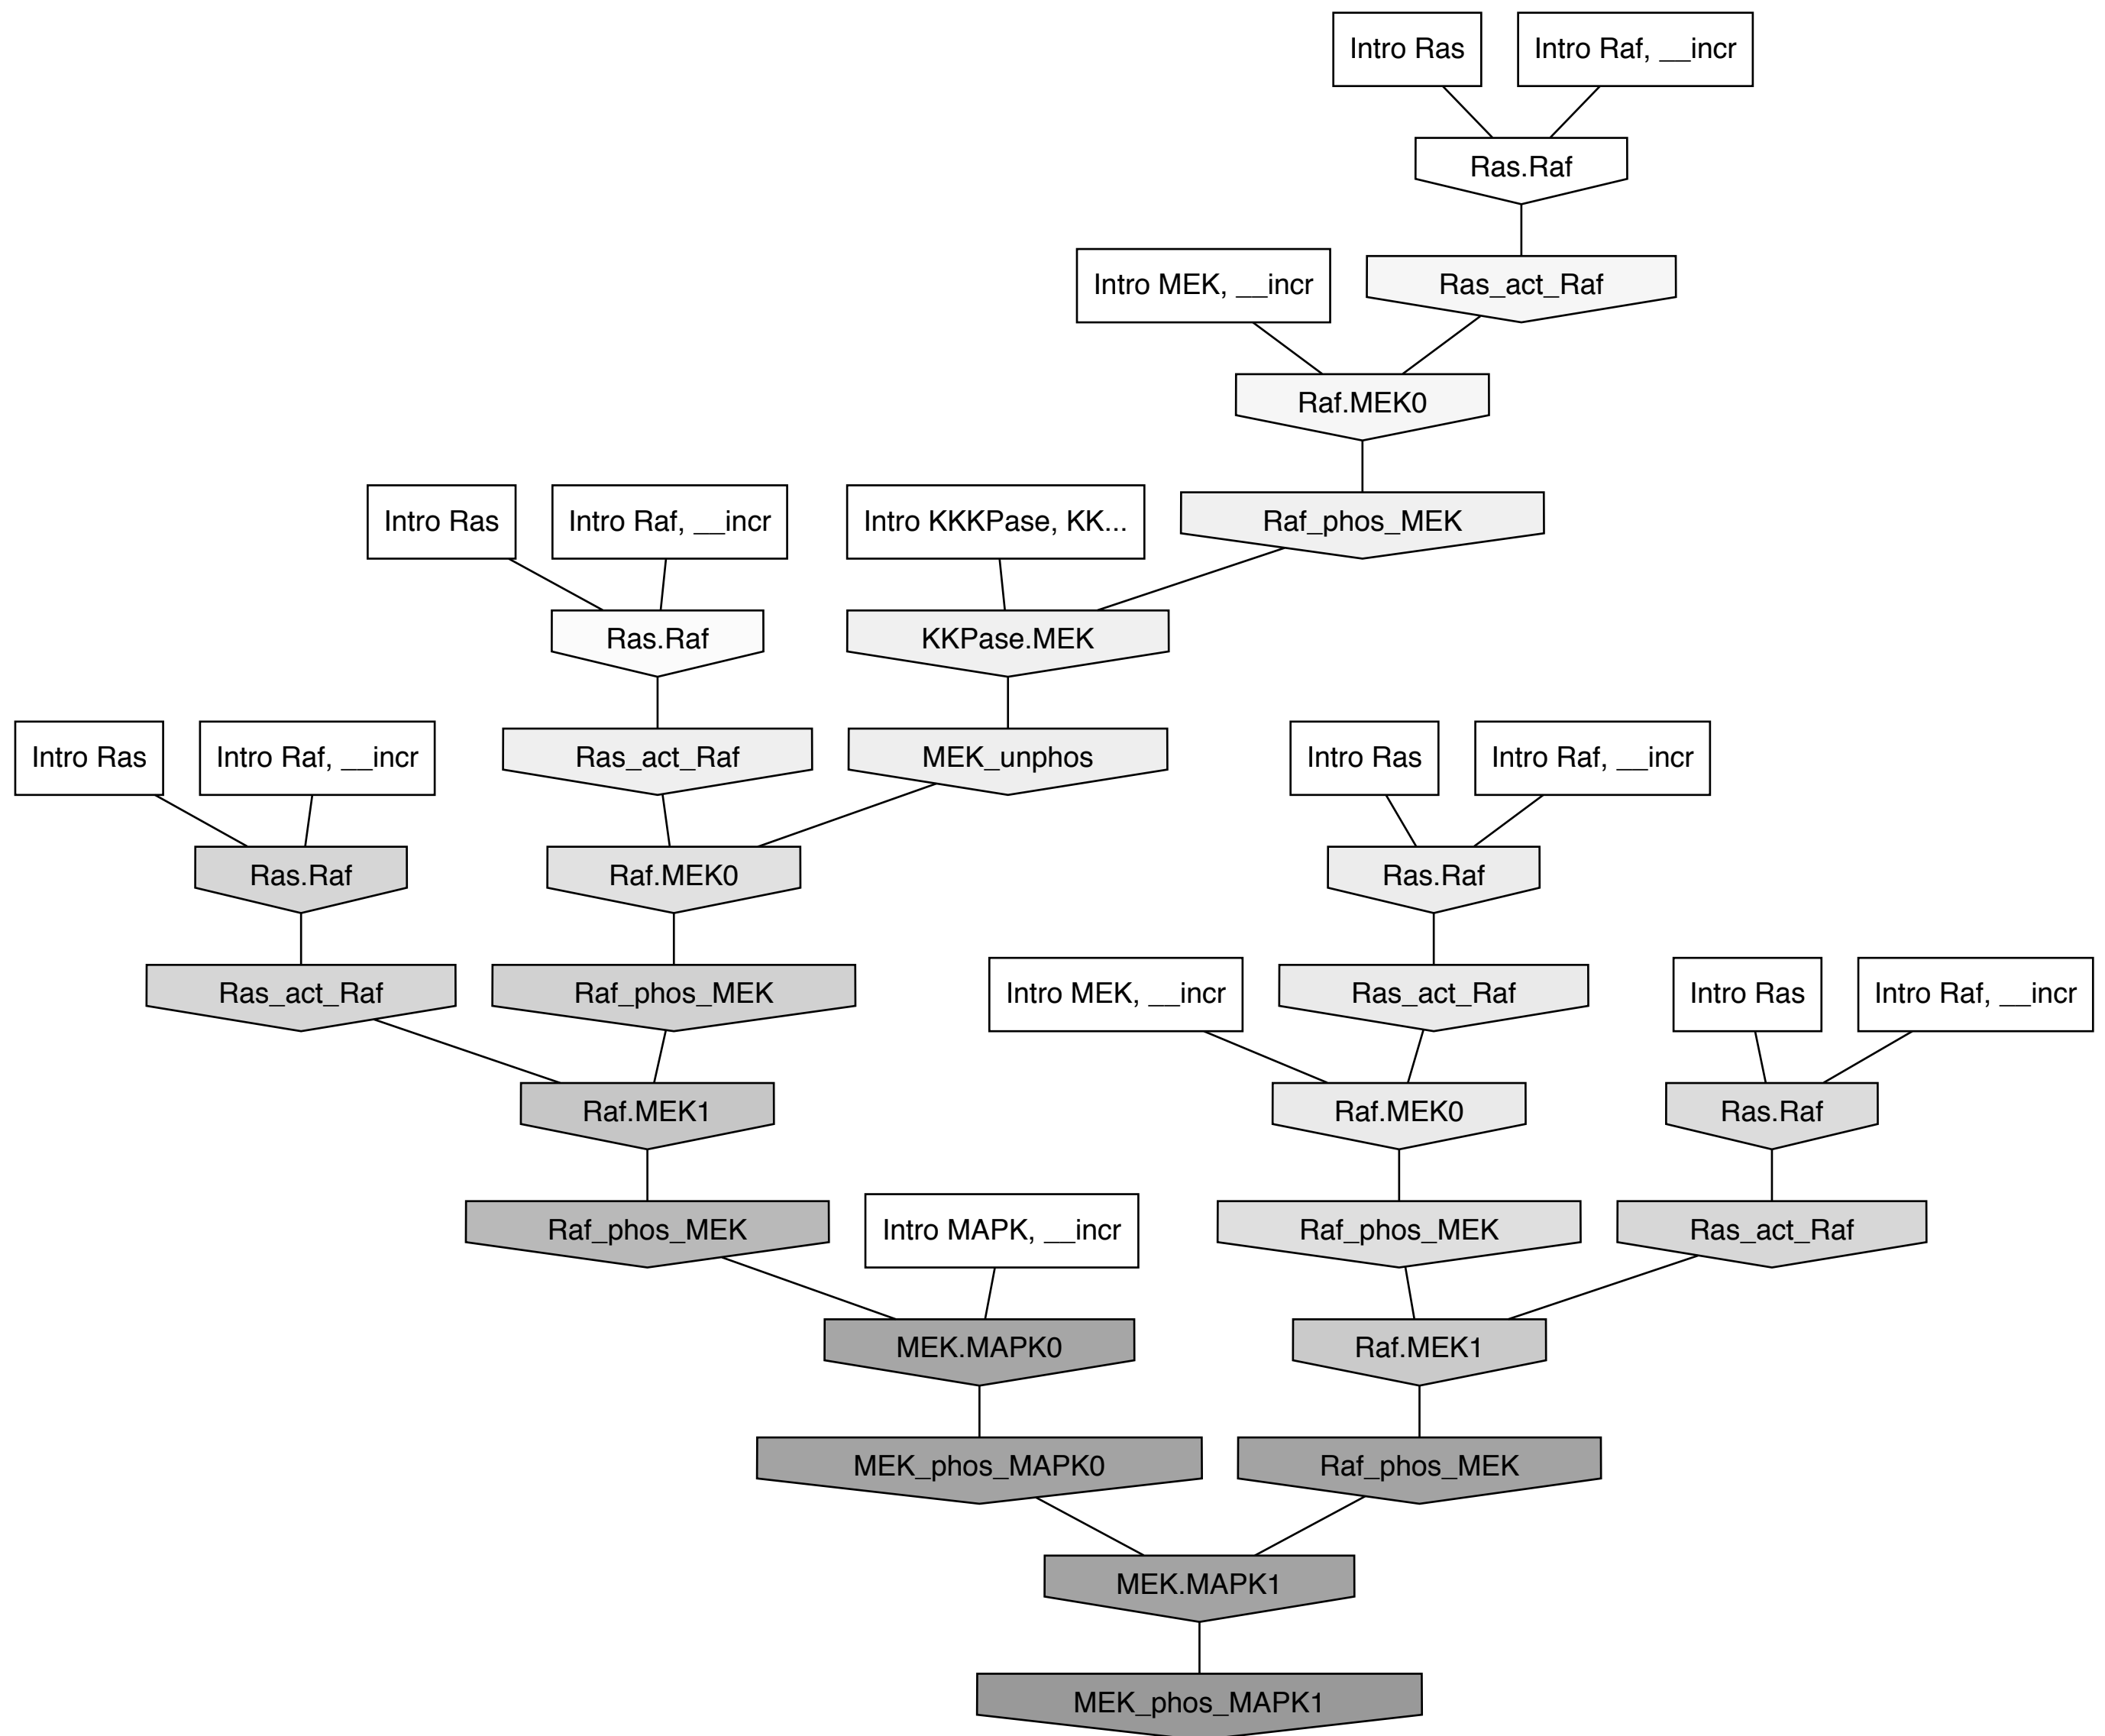 Intro Ras
Intro Raf, __incr
Ras.Raf
Intro MEK, __incr
Ras_act_Raf
Raf.MEK0
Intro Ras
Intro Raf, __incr
Intro KKKPase, KK...
Raf_phos_MEK
Ras.Raf
KKPase.MEK
Intro Ras
Intro Raf, __incr
Ras_act_Raf
MEK_unphos
Intro Ras
Intro Raf, __incr
Ras.Raf
Raf.MEK0
Ras.Raf
Ras_act_Raf
Raf_phos_MEK
Intro MEK, __incr
Ras_act_Raf
Intro Ras
Intro Raf, __incr
Raf.MEK1
Raf.MEK0
Ras.Raf
Raf_phos_MEK
Intro MAPK, __incr
Raf_phos_MEK
Ras_act_Raf
MEK.MAPK0
Raf.MEK1
MEK_phos_MAPK0
Raf_phos_MEK
MEK.MAPK1
MEK_phos_MAPK1